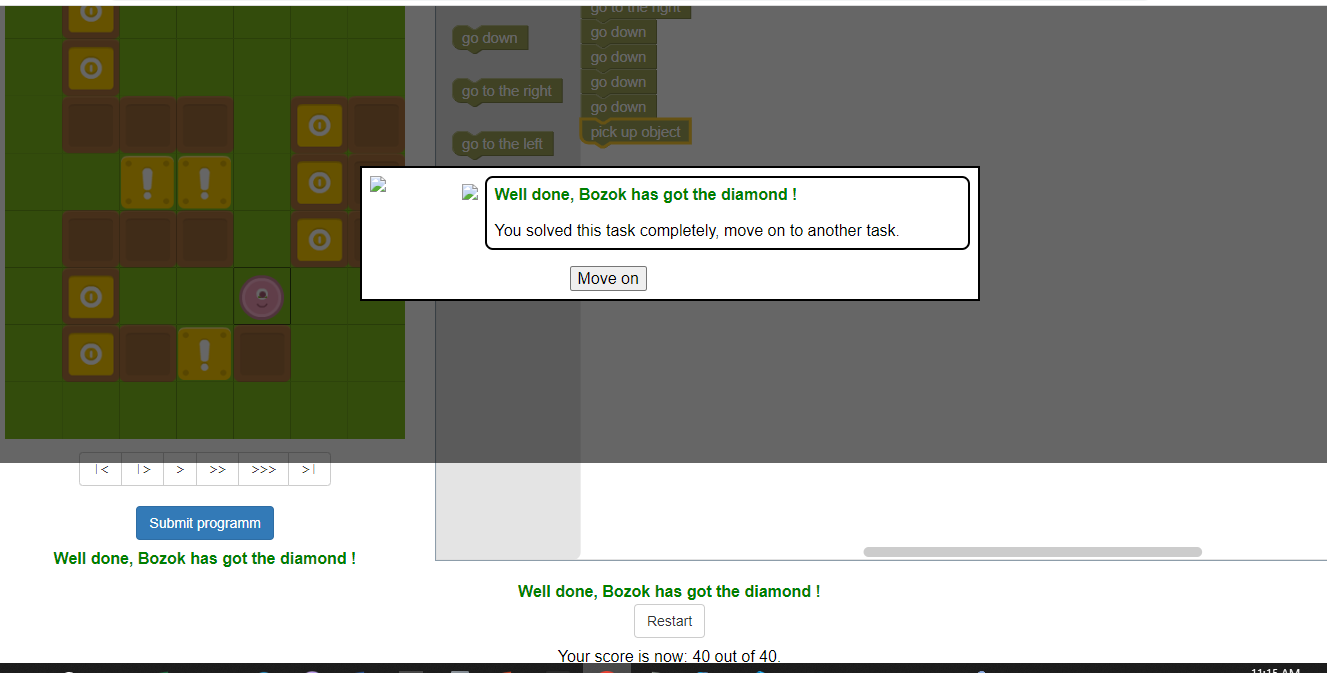 go to the right
go down
go down
go down
go down
go to the right
go down
go to the left
pick up object
Well done, Bozok has got the diamond !
You solved this task completely, move on to another task.
Move on
|< |> > >> >>> >|
Submit programm
Well done, Bozok has got the diamond !
Well done, Bozok has got the diamond !
Restart
Your score is now: 40 out of 40.
11:15 AM